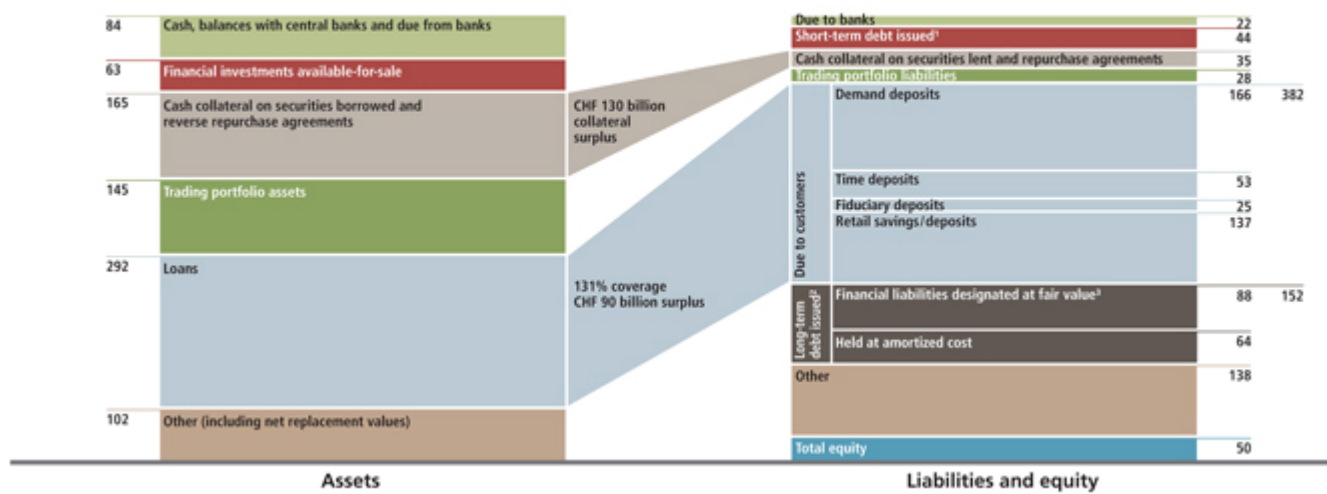 84 Cash, balances with central banks and due from banks
63 Financial investments available-for-sale
165 Cash collateral on securities borrowed and
reverse repurchase agreements
145 Trading portfolio assets
292 Loans
102 Other (including net replacement values)
CHF 130 billion
collateral
surplus
131% coverage
CHF 90 billion surplus
Due to banks 22
Short-term debt issued¹ 44
Cash collateral on securities lent and repurchase agreements 35
Trading portfolio liabilities 28
Due to customers
Demand deposits 166 382
Time deposits 53
Fiduciary deposits 25
Retail savings/deposits 137
Long-term
debt issued²
Financial liabilities designated at fair value³ 88 152
Held at amortized cost 64
Other 138
Total equity 50
Assets
Liabilities and equity